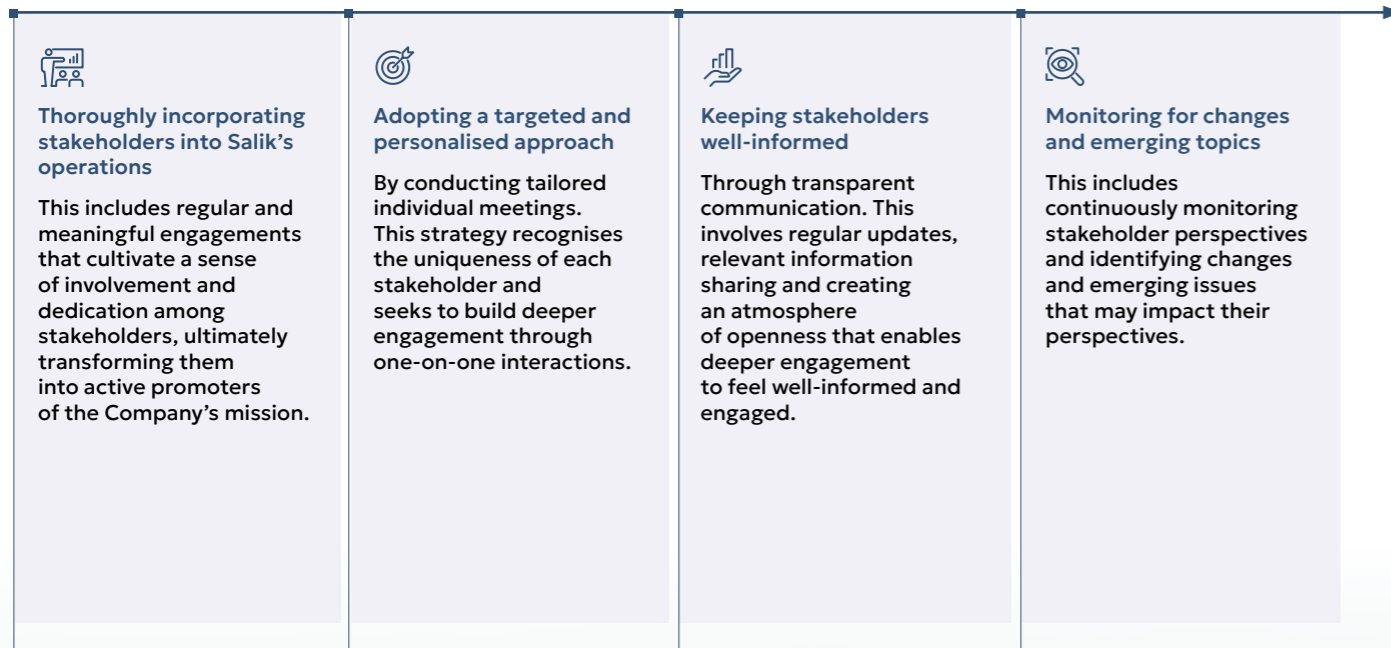 Thoroughly incorporating
stakeholders into Salik’s
operations
This includes regular and
meaningful engagements
that cultivate a sense
of involvement and
dedication among
stakeholders, ultimately
transforming them
into active promoters
of the Company’s mission.
Adopting a targeted and
personalised approach
By conducting tailored
individual meetings.
This strategy recognises
the uniqueness of each
stakeholder and
seeks to build deeper
engagement through
one-on-one interactions.
Keeping stakeholders
well-informed
Through transparent
communication. This
involves regular updates,
relevant information
sharing and creating
an atmosphere
of openness that enables
deeper engagement
to feel well-informed and
engaged.
Monitoring for changes
and emerging topics
This includes
continuously monitoring
stakeholder perspectives
and identifying changes
and emerging issues
that may impact their
perspectives.